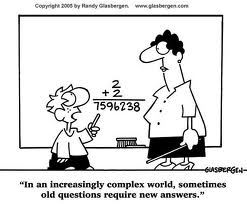 Copyright 2005 by Randy Glasbergen.
www.glasbergen.com
2
+ 2
7596238
GLASBERGEN
"In an increasingly complex world, sometimes
old questions require new answers."